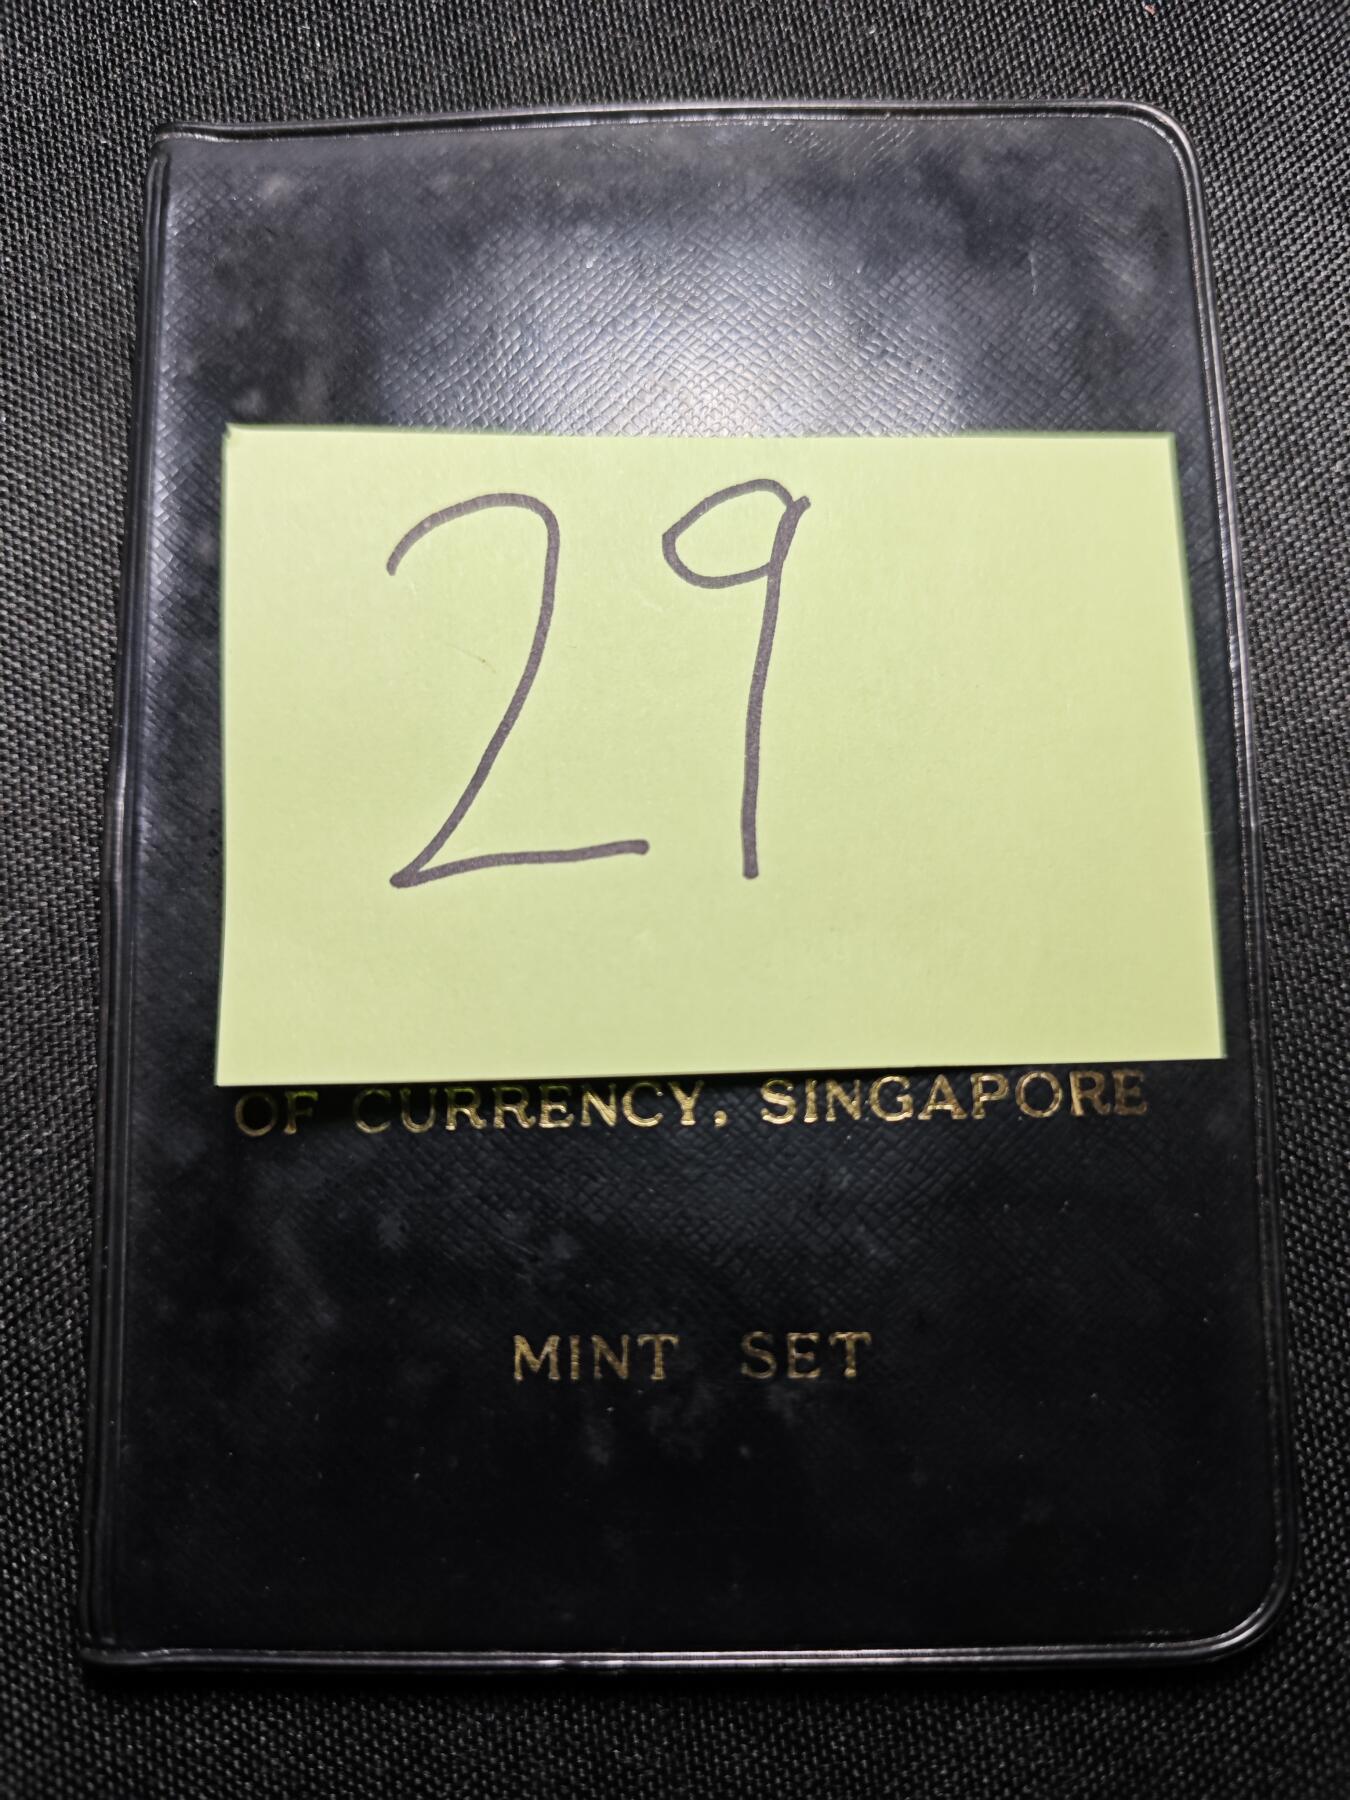 29
OF CURRENCY, SINGAPORE
MINT SET